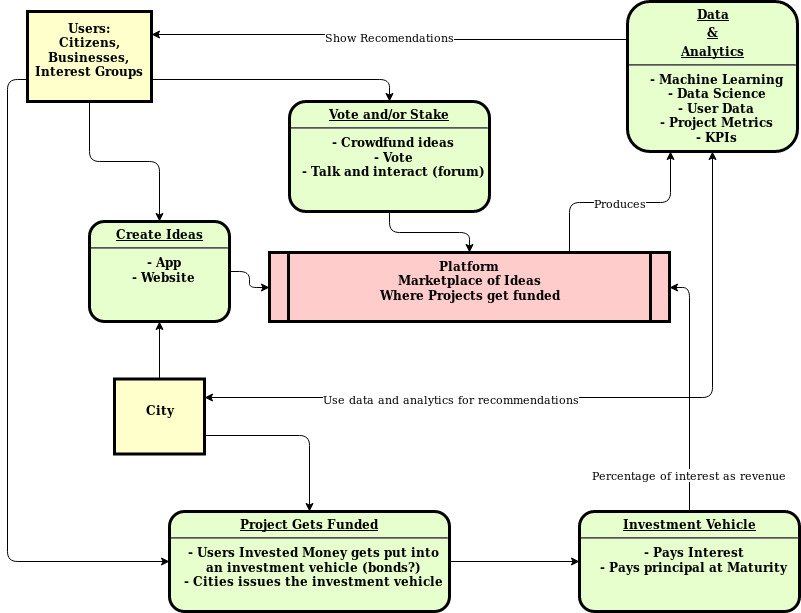 Users:
Citizens,
Businesses,
Interest Groups
Show Recomendations
Data
&
Analytics
- Machine Learning
- Data Science
- User Data
- Project Metrics
- KPIs
Vote and/or Stake
- Crowdfund ideas
- Vote
- Talk and interact (forum)
Produces
Create Ideas
- App
- Website
Platform
Marketplace of Ideas
Where Projects get funded
City
Use data and analytics for recommendations
Percentage of interest as revenue
Project Gets Funded
- Users Invested Money gets put into
an investment vehicle (bonds?)
- Cities issues the investment vehicle
Investment Vehicle
- Pays Interest
- Pays principal at Maturity